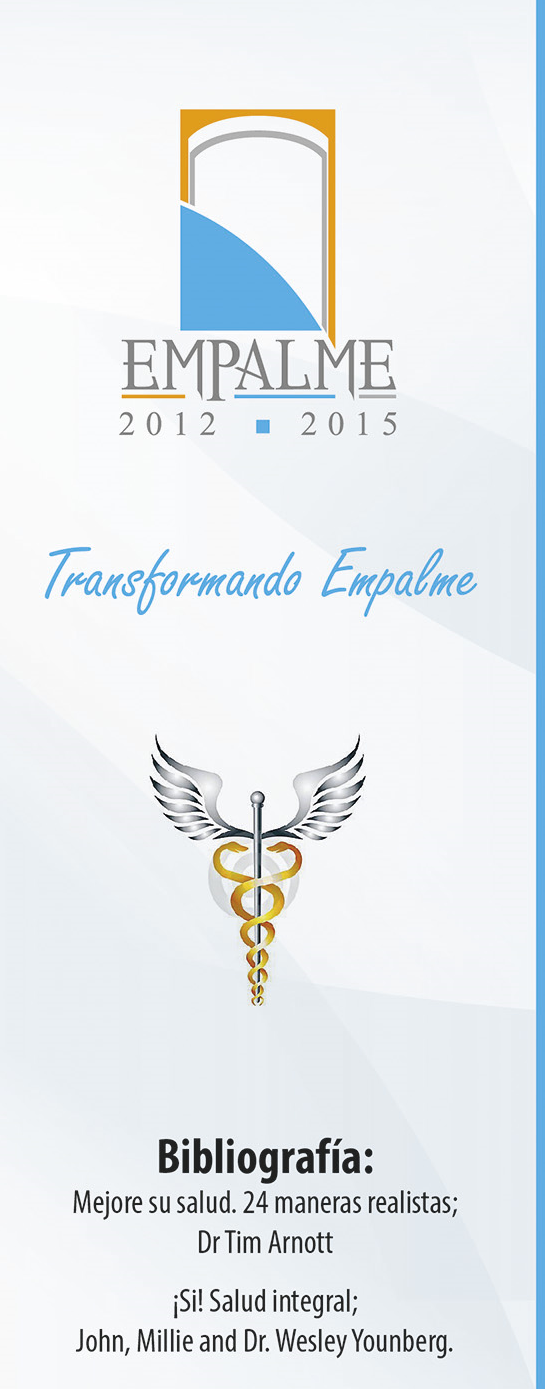 EMPALME
2012 ▪ 2015
Transformando Empalme
Bibliografía:
Mejore su salud. 24 maneras realistas;
Dr Tim Arnott
¡Si! Salud integral;
John, Millie and Dr. Wesley Younberg.